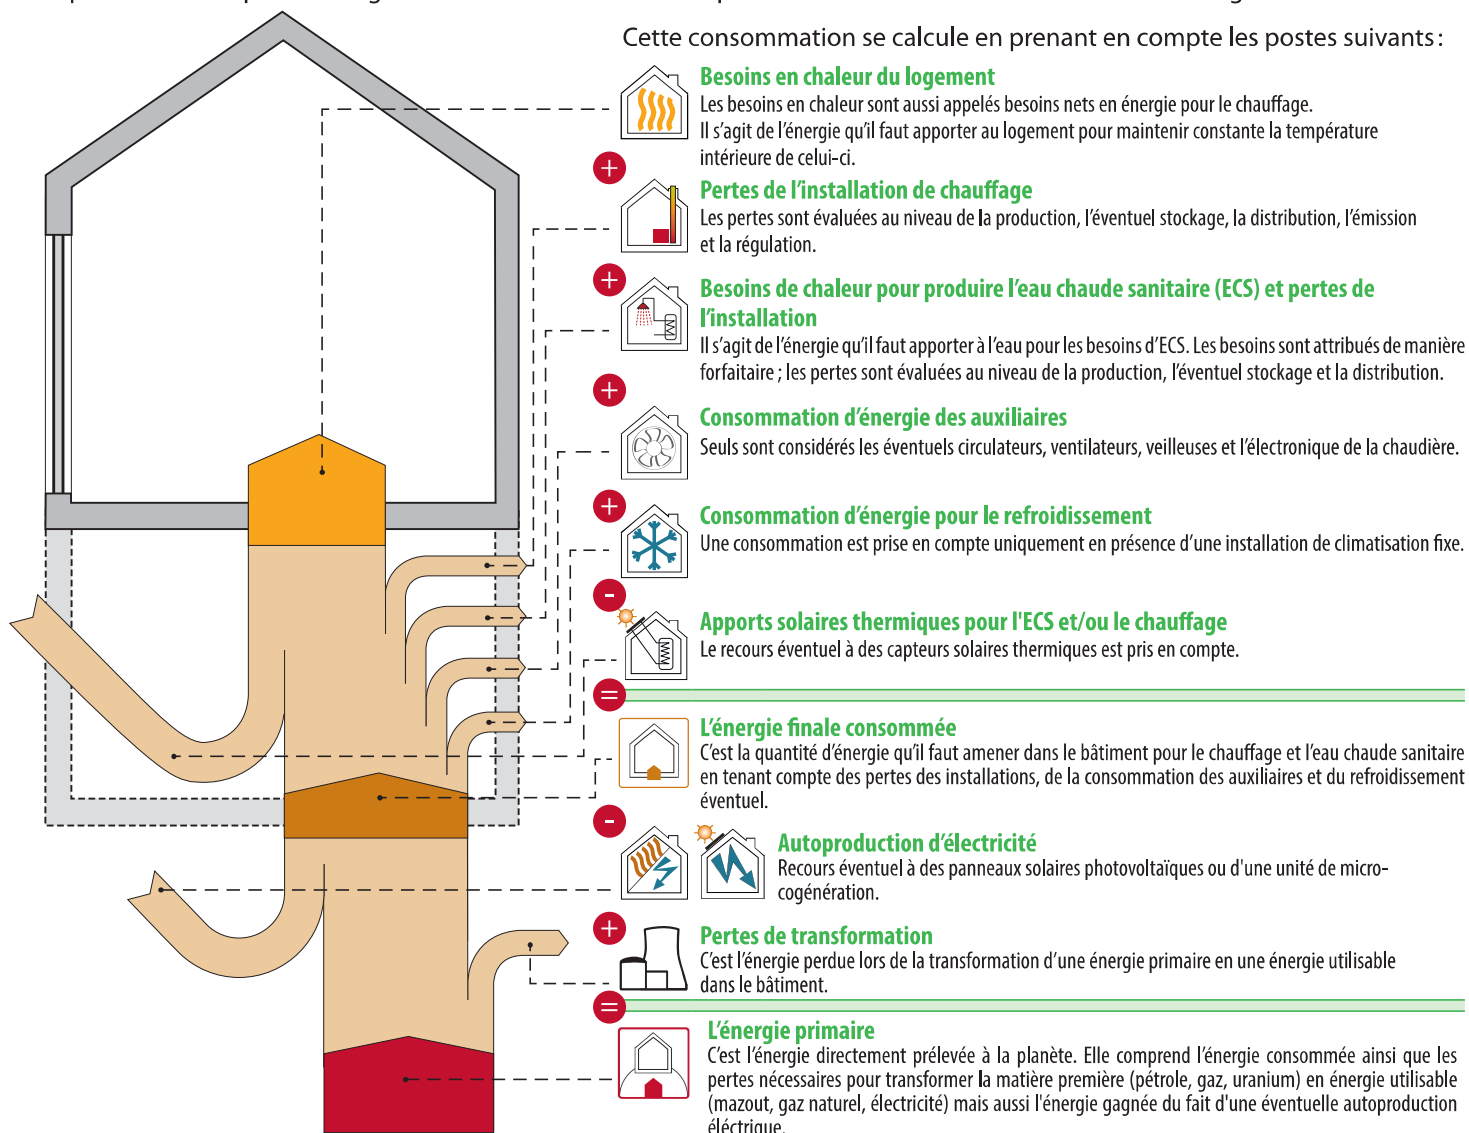 Cette consommation se calcule en prenant en compte les postes suivants :
Besoins en chaleur du logement
Les besoins en chaleur sont aussi appelés besoins nets en énergie pour le chauffage.
Il s’agit de l’énergie qu’il faut apporter au logement pour maintenir constante la température
intérieure de celui-ci.
+
Pertes de l’installation de chauffage
Les pertes sont évaluées au niveau de la production, l’éventuel stockage, la distribution, l’émission
et la régulation.
+
Besoins de chaleur pour produire l’eau chaude sanitaire (ECS) et pertes de
l’installation
Il s’agit de l’énergie qu’il faut apporter à l’eau pour les besoins d’ECS. Les besoins sont attribués de manière
forfaitaire ; les pertes sont évaluées au niveau de la production, l’éventuel stockage et la distribution.
+
Consommation d’énergie des auxiliaires
Seuls sont considérés les éventuels circulateurs, ventilateurs, veilleuses et l’électronique de la chaudière.
+
Consommation d’énergie pour le refroidissement
Une consommation est prise en compte uniquement en présence d’une installation de climatisation fixe.
-
Apports solaires thermiques pour l'ECS et/ou le chauffage
Le recours éventuel à des capteurs solaires thermiques est pris en compte.
=
L’énergie finale consommée
C’est la quantité d’énergie qu’il faut amener dans le bâtiment pour le chauffage et l’eau chaude sanitaire
en tenant compte des pertes des installations, de la consommation des auxiliaires et du refroidissement
éventuel.
-
Autoproduction d’électricité
Recours éventuel à des panneaux solaires photovoltaïques ou d'une unité de micro-
cogénération.
+
Pertes de transformation
C’est l’énergie perdue lors de la transformation d’une énergie primaire en une énergie utilisable
dans le bâtiment.
=
L’énergie primaire
C’est l’énergie directement prélevée à la planète. Elle comprend l’énergie consommée ainsi que les
pertes nécessaires pour transformer la matière première (pétrole, gaz, uranium) en énergie utilisable
(mazout, gaz naturel, électricité) mais aussi l'énergie gagnée du fait d'une éventuelle autoproduction
éléctrique.